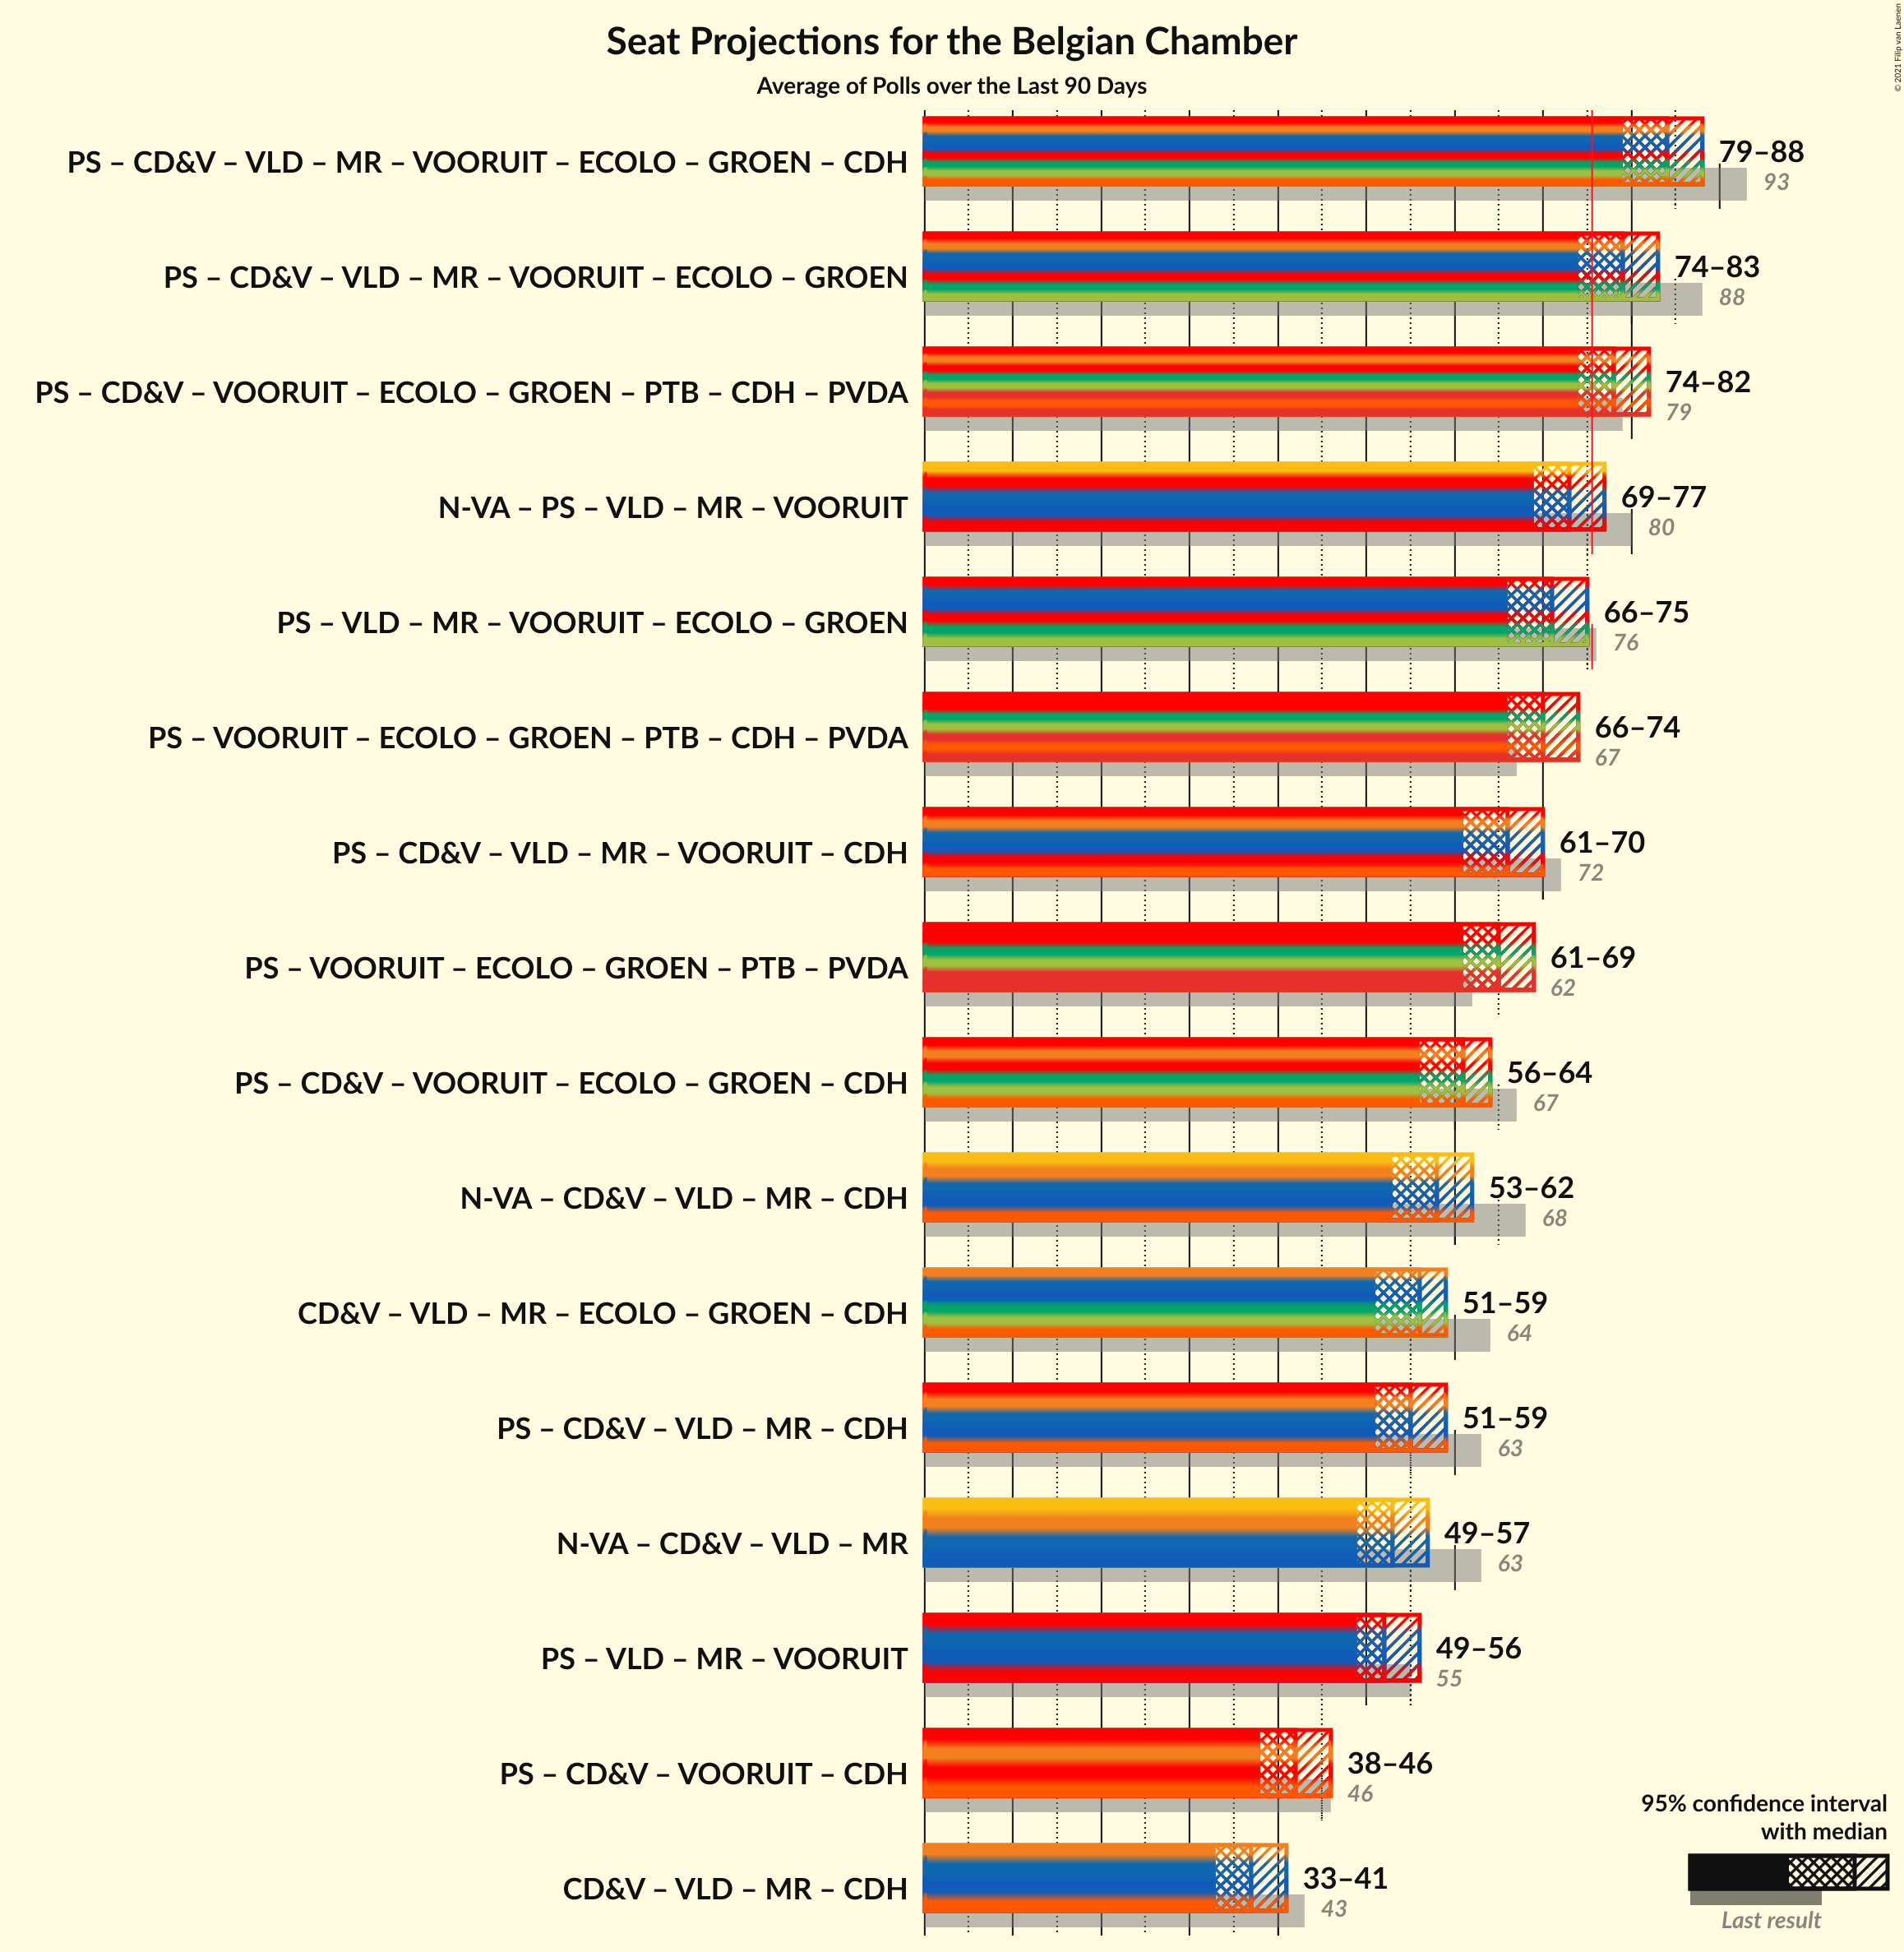 Seat Projections for the Belgian Chamber
Average of Polls over the Last 90 Days
© 2021 Filip van Laenen
PS – CD&V – VLD – MR – VOORUIT – ECOLO – GROEN – CDH
79–88
93
PS – CD&V – VLD – MR – VOORUIT – ECOLO – GROEN
74–83
88
PS – CD&V – VOORUIT – ECOLO – GROEN – PTB – CDH – PVDA
74–82
79
N-VA – PS – VLD – MR – VOORUIT
69–77
80
PS – VLD – MR – VOORUIT – ECOLO – GROEN
66–75
76
PS – VOORUIT – ECOLO – GROEN – PTB – CDH – PVDA
66–74
67
PS – CD&V – VLD – MR – VOORUIT – CDH
61–70
72
PS – VOORUIT – ECOLO – GROEN – PTB – PVDA
61–69
62
PS – CD&V – VOORUIT – ECOLO – GROEN – CDH
56–64
67
N-VA – CD&V – VLD – MR – CDH
53–62
68
CD&V – VLD – MR – ECOLO – GROEN – CDH
51–59
64
PS – CD&V – VLD – MR – CDH
51–59
63
N-VA – CD&V – VLD – MR
49–57
63
PS – VLD – MR – VOORUIT
49–56
55
PS – CD&V – VOORUIT – CDH
38–46
46
CD&V – VLD – MR – CDH
33–41
43
95% confidence interval
with median
Last result